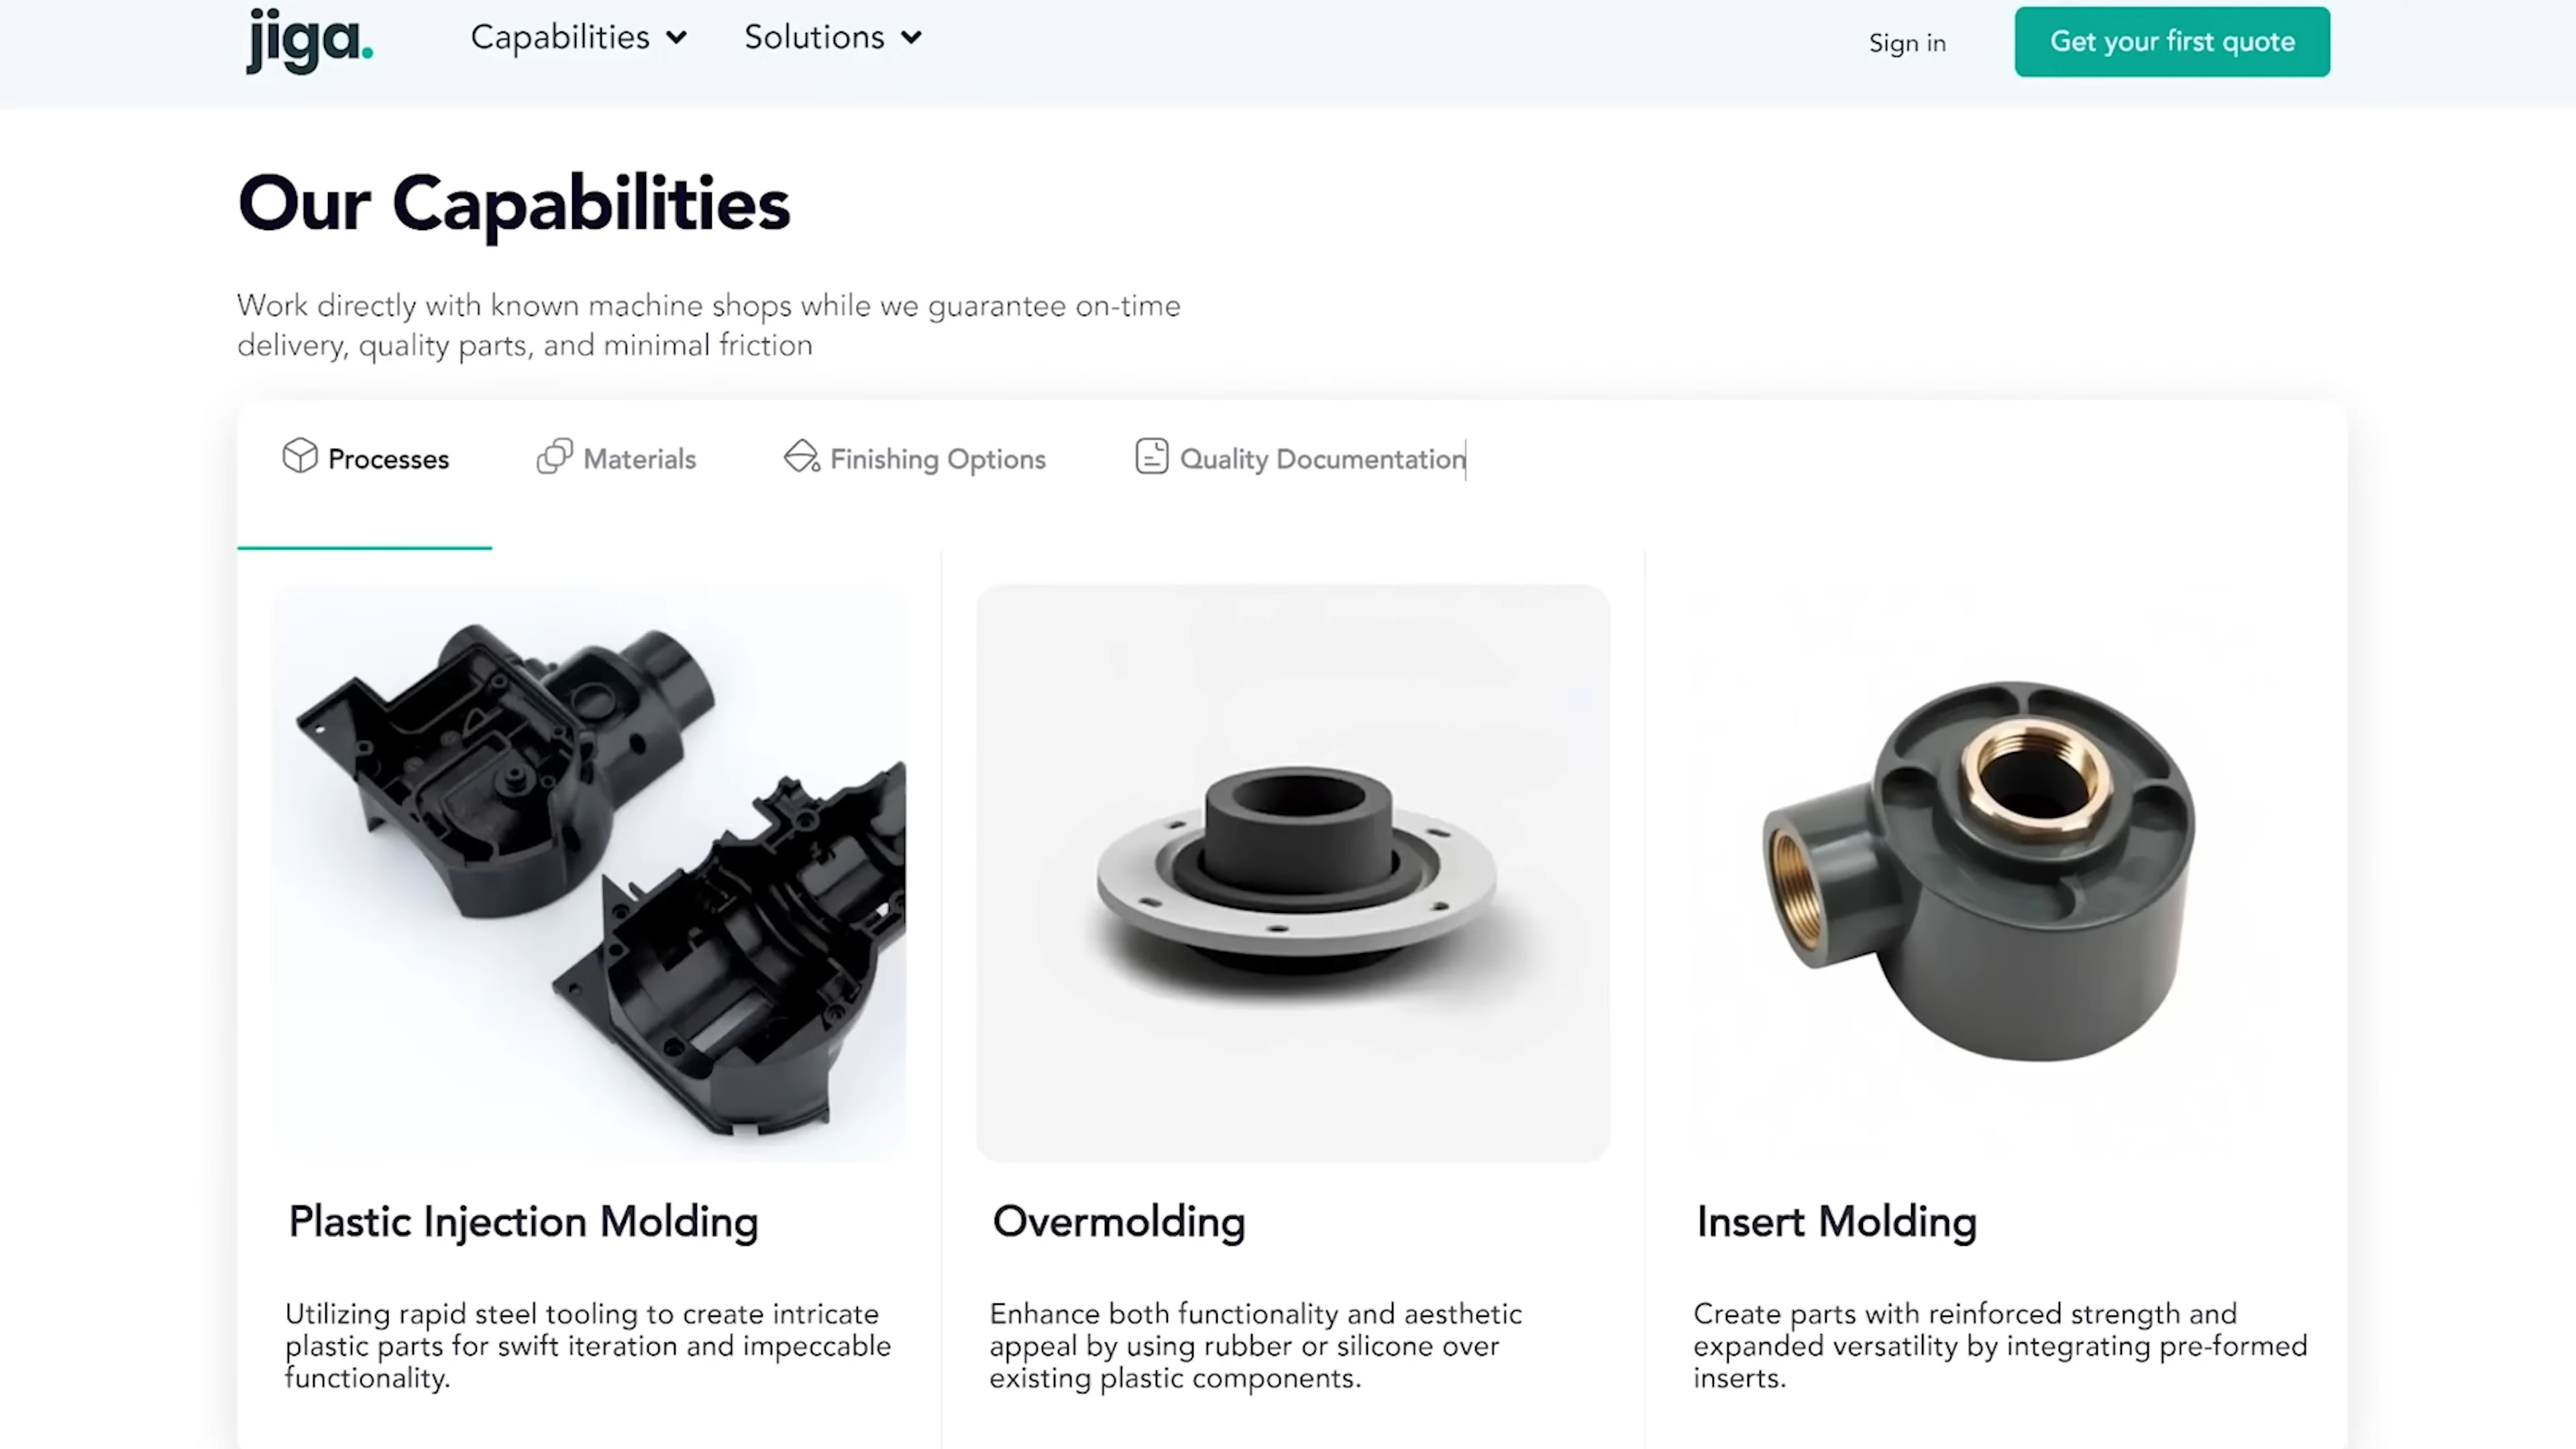 jiga.
Capabilities
Solutions
Sign in
Get your first quote
Our Capabilities
Work directly with known machine shops while we guarantee on-time
delivery, quality parts, and minimal friction
Processes
Materials
Finishing Options
Quality Documentation
Plastic Injection Molding
Utilizing rapid steel tooling to create intricate
plastic parts for swift iteration and impeccable
functionality.
Overmolding
Enhance both functionality and aesthetic
appeal by using rubber or silicone over
existing plastic components.
Insert Molding
Create parts with reinforced strength and
expanded versatility by integrating pre-formed
inserts.